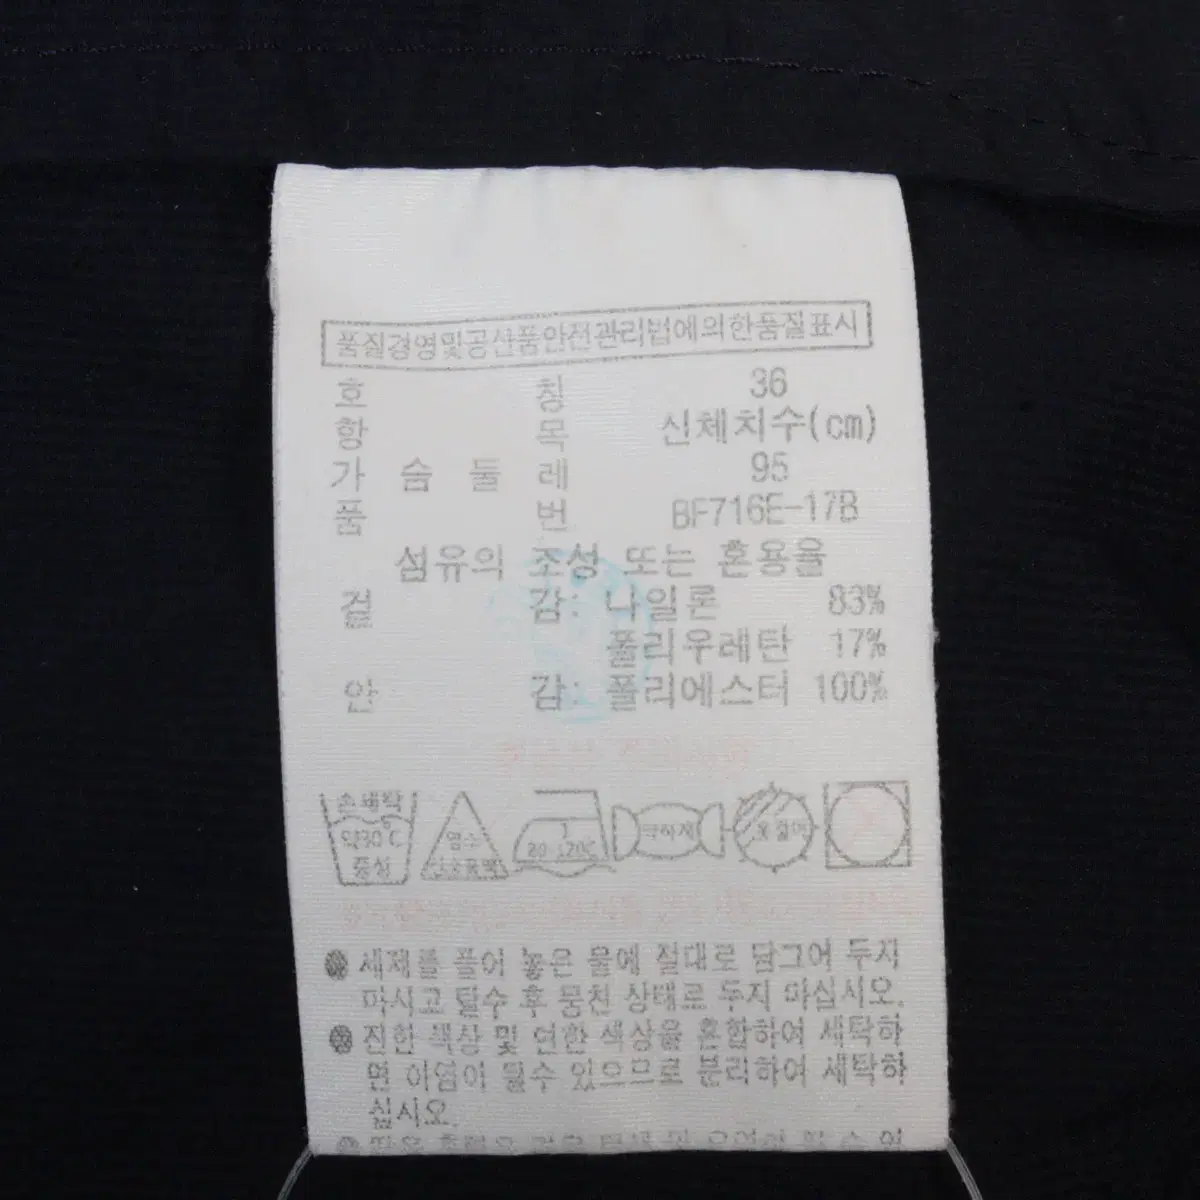 품질경영및공산품안전관리법에의한품질표시
호 칭 36
항 목 신체치수(cm)
가 슴 둘 레 95
품 번 BF716E-17B
섬유의 조성 또는 혼용율
겉 감: 나일론 83%
폴리우레탄 17%
안 감: 폴리에스터 100%
손세탁
약30°C
중성
염소
80-120C
약하게
옷걸이
세제를 풀어 놓은 물에 절대로 담그어 두지
마시고 탈수 후 뭉친 상태로 두지 마십시오.
진한 색상 및 연한 색상을 혼합하여 세탁하
면 이염이 될수 있으므로 분리하여 세탁하
십시오.